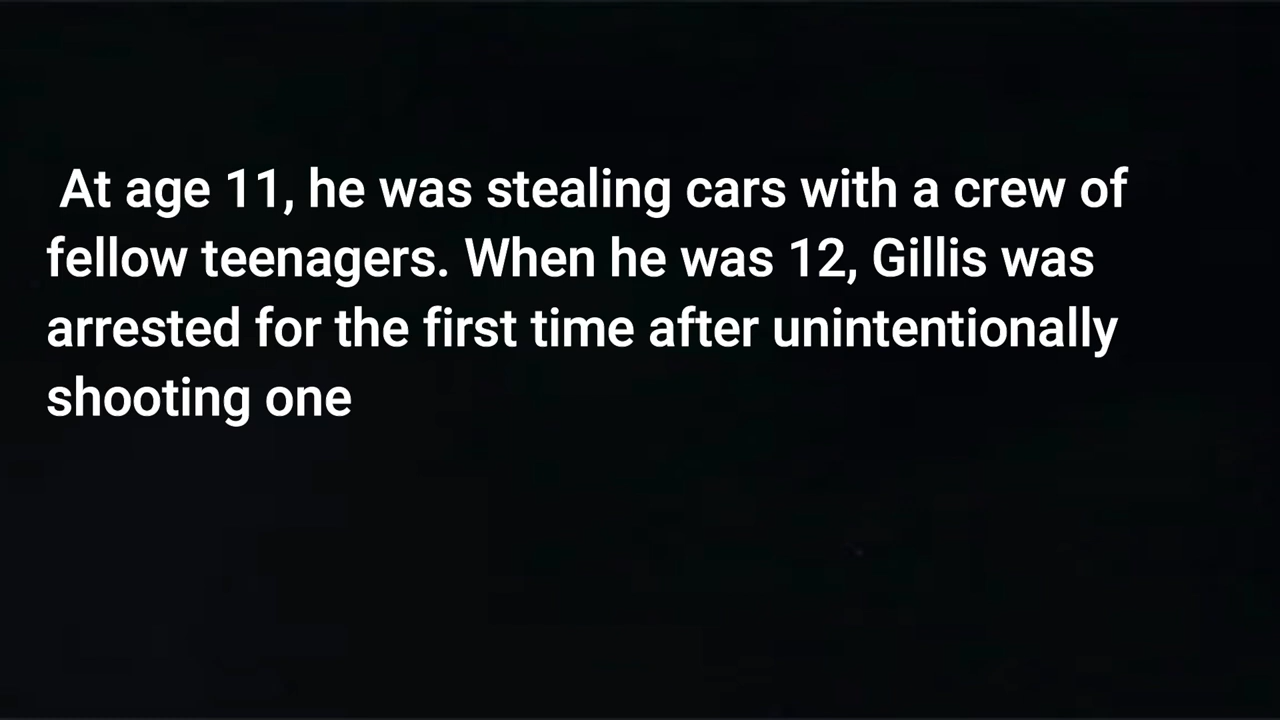 At age 11, he was stealing cars with a crew of
fellow teenagers. When he was 12, Gillis was
arrested for the first time after unintentionally
shooting one